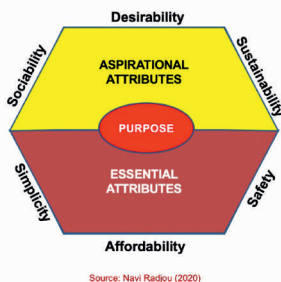 Desirability
Sociability
Sustainability
ASPIRATIONAL
ATTRIBUTES
PURPOSE
ESSENTIAL
ATTRIBUTES
Simplicity
Safety
Affordability
Source: Navi Radjou (2020)